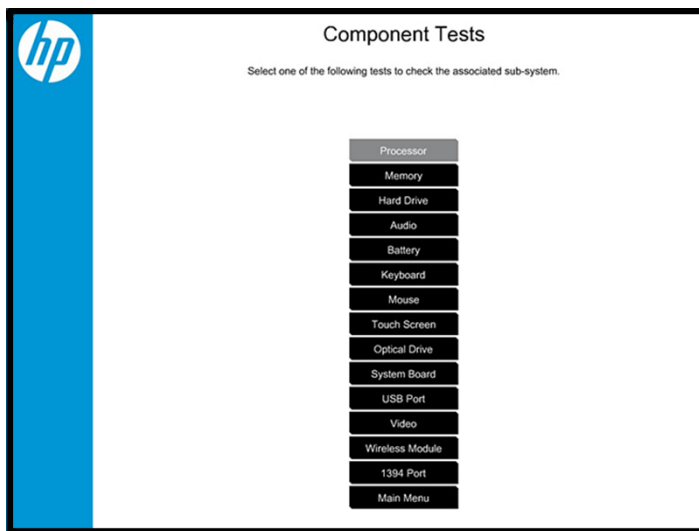 hp
Component Tests
Select one of the following tests to check the associated sub-system.
Processor
Memory
Hard Drive
Audio
Battery
Keyboard
Mouse
Touch Screen
Optical Drive
System Board
USB Port
Video
Wireless Module
1394 Port
Main Menu